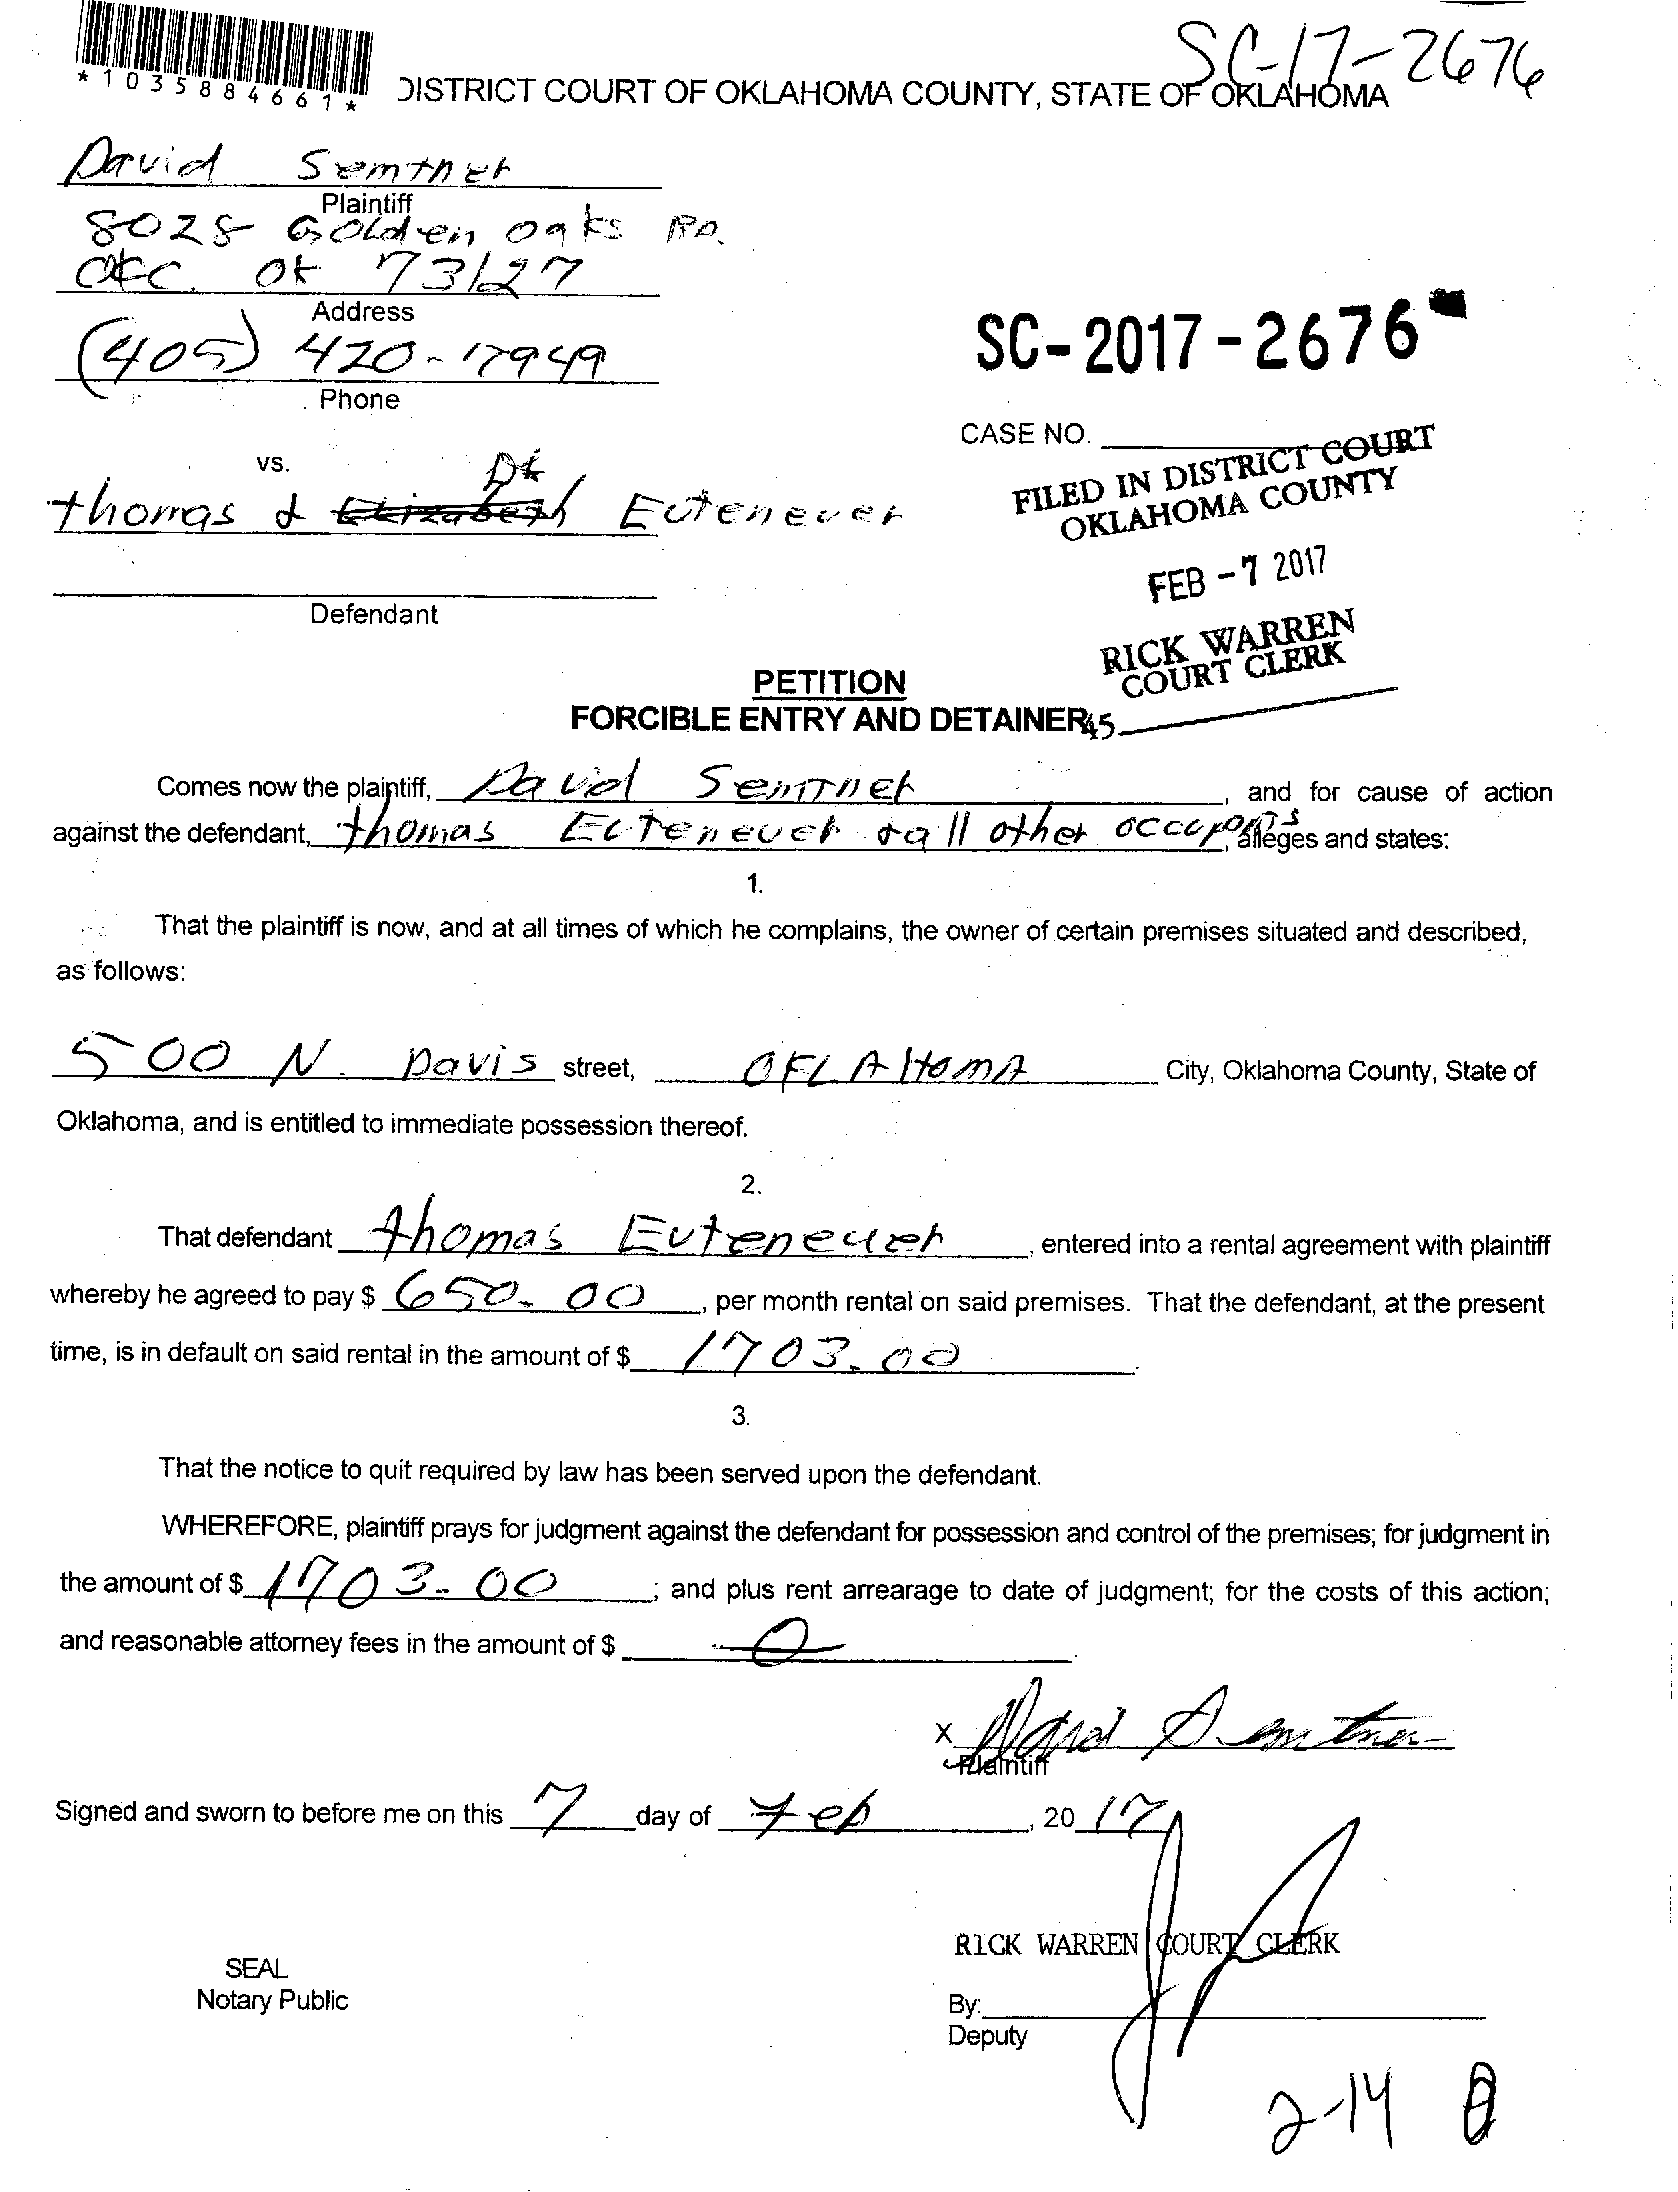 SC-17-2676
*1035884661*
DISTRICT COURT OF OKLAHOMA COUNTY, STATE OF OKLAHOMA
David Semtner
Plaintiff
8028 Golden oaks RD.
OKC. OK 73127
Address
(405) 420-7949
Phone
SC-2017-2676
CASE NO.
vs.
thomas & Elizabeth Euteneuer
FILED IN DISTRICT COURT
OKLAHOMA COUNTY
FEB -7 2017
Defendant
RICK WARREN
COURT CLERK
PETITION
FORCIBLE ENTRY AND DETAINER
45
Comes now the plaintiff, David Semtner, and for cause of action
against the defendant, thomas Euteneuer & all other occupants, alleges and states:
1.
That the plaintiff is now, and at all times of which he complains, the owner of certain premises situated and described,
as follows:
500 N. Davis street, OKLAHOMA City, Oklahoma County, State of
Oklahoma, and is entitled to immediate possession thereof.
2.
That defendant thomas Euteneuer, entered into a rental agreement with plaintiff
whereby he agreed to pay $ 650.00, per month rental on said premises. That the defendant, at the present
time, is in default on said rental in the amount of $ 1703.00.
3.
That the notice to quit required by law has been served upon the defendant.
WHEREFORE, plaintiff prays for judgment against the defendant for possession and control of the premises; for judgment in
the amount of $ 1703.00; and plus rent arrearage to date of judgment; for the costs of this action;
and reasonable attorney fees in the amount of $ 0.
X David Semtner
Plaintiff
Signed and sworn to before me on this 7 day of Feb, 20 17
RICK WARREN COURT CLERK
SEAL
Notary Public
By:
Deputy
2-14